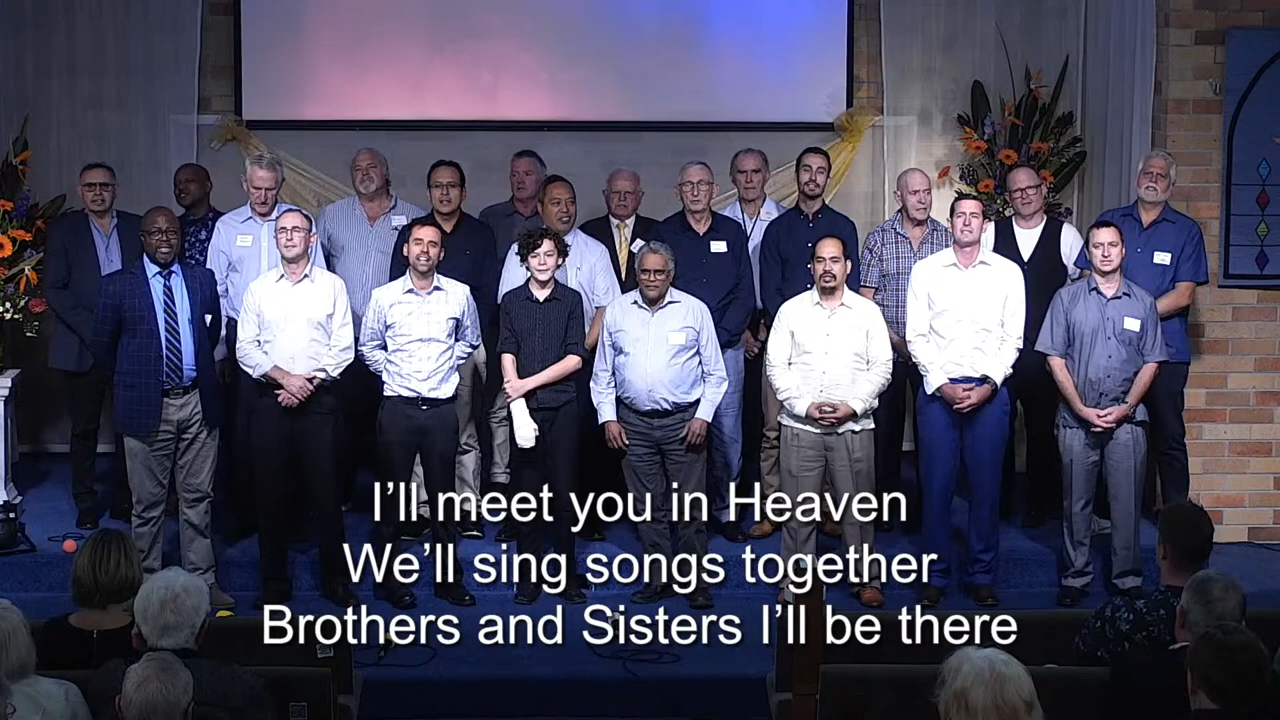 I’ll meet you in Heaven
We’ll sing songs together
Brothers and Sisters I’ll be there